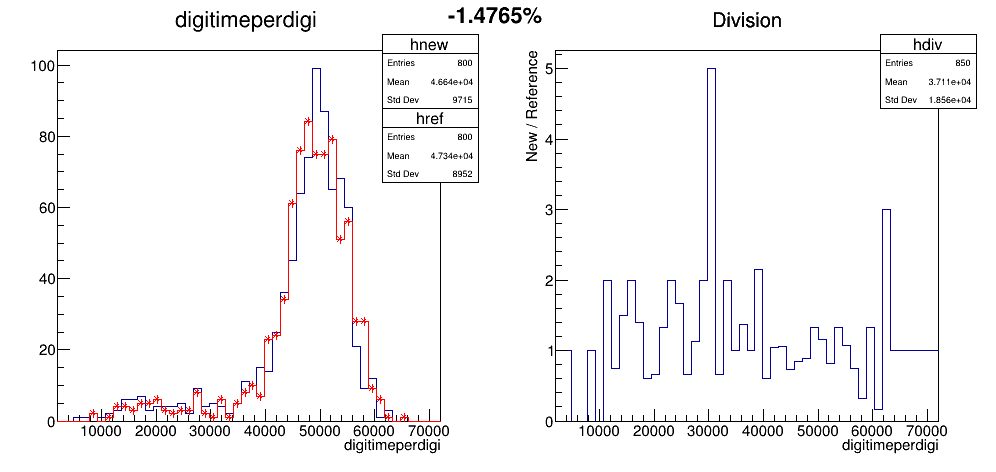 digitimeperdigi
-1.4765%
Division
hnew
Entries 800
Mean 4.664e+04
Std Dev 9715
href
Entries 800
Mean 4.734e+04
Std Dev 8952
100
80
60
40
20
0
10000 20000 30000 40000 50000 60000 70000
digitimeperdigi
hdiv
Entries 850
Mean 3.711e+04
Std Dev 1.856e+04
New / Reference
5
4
3
2
1
0
10000 20000 30000 40000 50000 60000 70000
digitimeperdigi